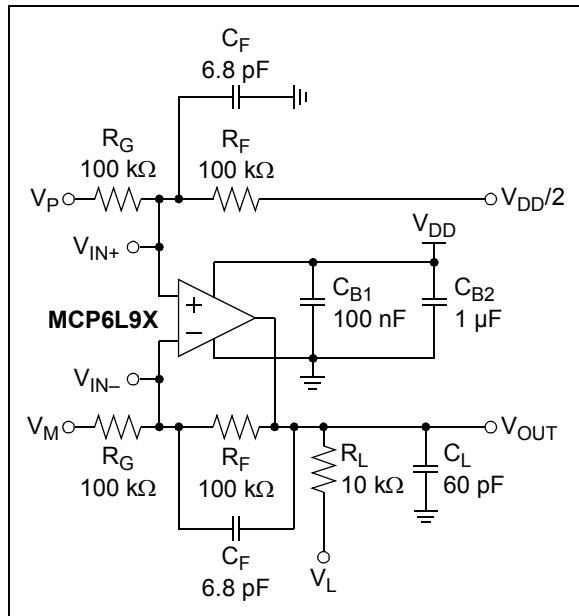 C_F
6.8 pF
R_G
100 kΩ
R_F
100 kΩ
V_P
V_DD/2
V_IN+
V_DD
+
MCP6L9X
–
C_B1
100 nF
C_B2
1 µF
V_IN–
V_M
V_OUT
R_G
100 kΩ
R_F
100 kΩ
R_L
10 kΩ
C_L
60 pF
C_F
6.8 pF
V_L